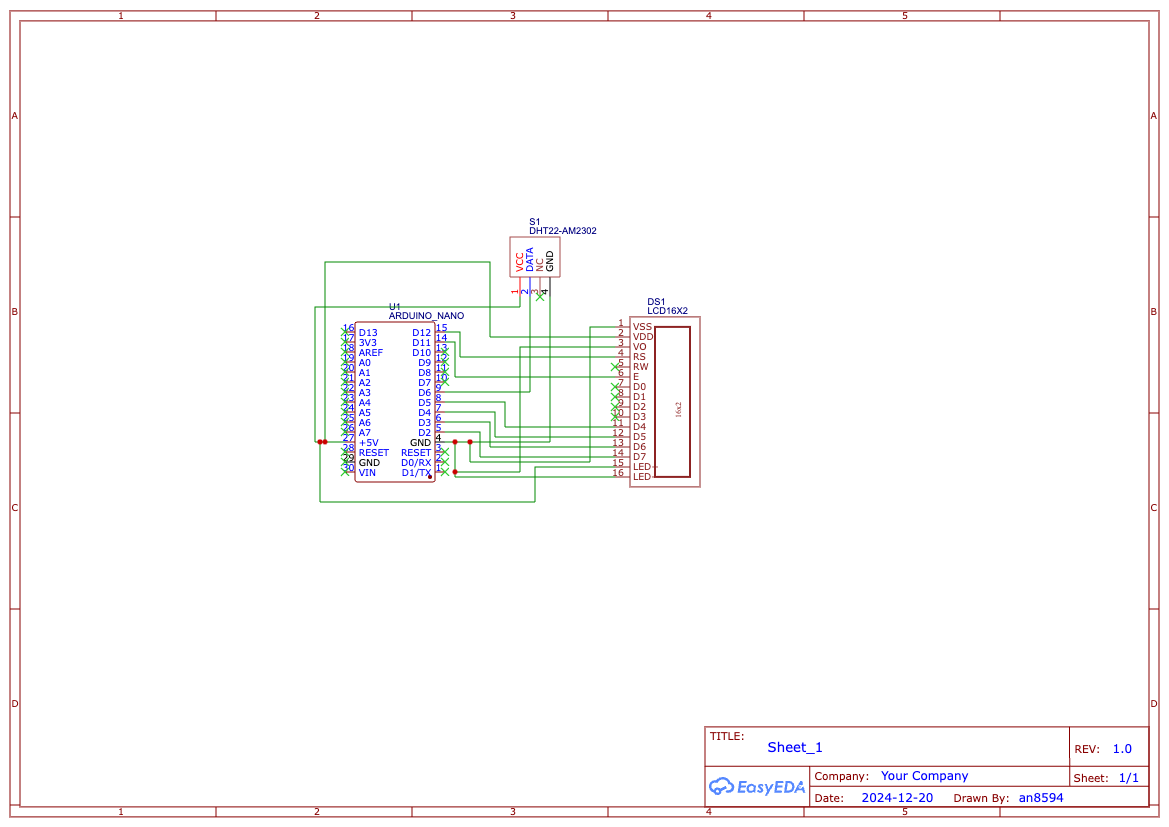 1 2 3 4 5
A A
S1
DHT22-AM2302
VCC DATA NC GND
1 2 3 4
B B
U1
ARDUINO_NANO
DS1
LCD16X2
16 D13 D12 15
17 3V3 D11 14
18 AREF D10 13
19 A0 D9 12
20 A1 D8 11
21 A2 D7 10
22 A3 D6 9
23 A4 D5 8
24 A5 D4 7
25 A6 D3 6
26 A7 D2 5
27 +5V GND 4
28 RESET RESET 3
29 GND D0/RX 2
30 VIN D1/TX 1
1 VSS
2 VDD
3 VO
4 RS
5 RW
6 E
7 D0
8 D1
9 D2
10 D3
11 D4
12 D5
13 D6
14 D7
15 LED+
16 LED-
16x2
C C
D D
TITLE:
Sheet_1
REV: 1.0
EasyEDA
Company: Your Company
Sheet: 1/1
Date: 2024-12-20 Drawn By: an8594
1 2 3 4 5